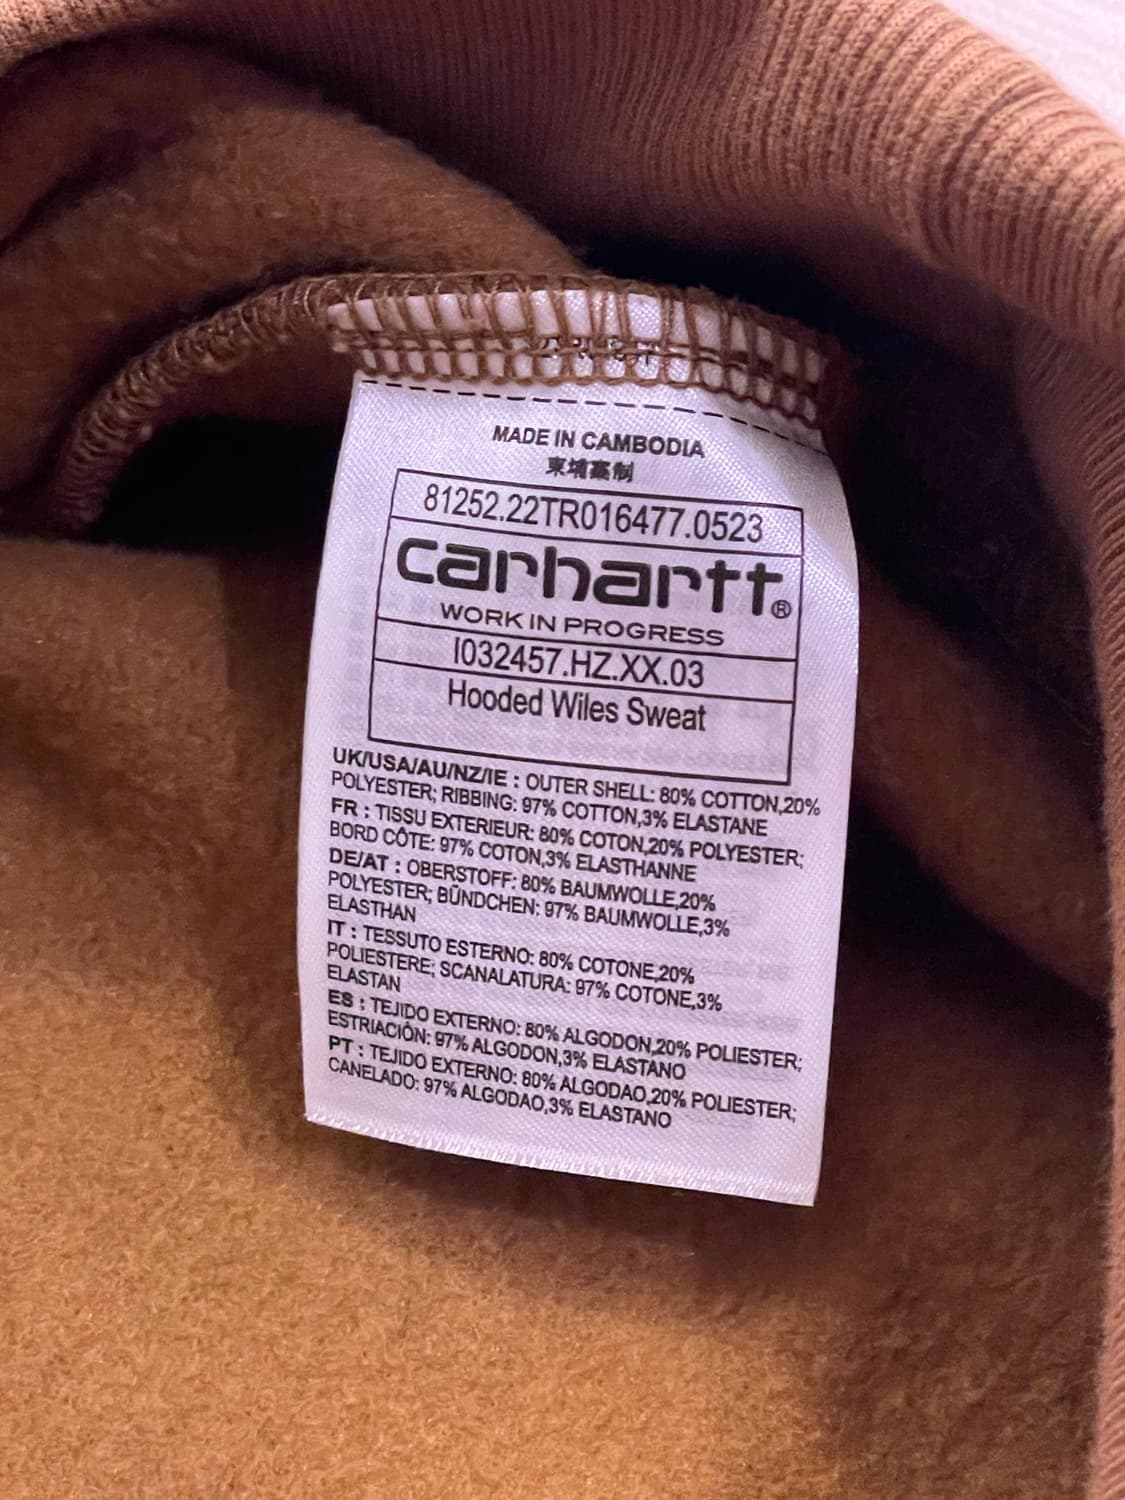 MADE IN CAMBODIA
柬埔寨制
81252.22TR016477.0523
carhartt®
WORK IN PROGRESS
I032457.HZ.XX.03
Hooded Wiles Sweat
UK/USA/AU/NZ/IE : OUTER SHELL: 80% COTTON,20%
POLYESTER; RIBBING: 97% COTTON,3% ELASTANE
FR : TISSU EXTERIEUR: 80% COTON,20% POLYESTER;
BORD CÔTE: 97% COTON,3% ELASTHANNE
DE/AT : OBERSTOFF: 80% BAUMWOLLE,20%
POLYESTER; BÜNDCHEN: 97% BAUMWOLLE,3%
ELASTHAN
IT : TESSUTO ESTERNO: 80% COTONE,20%
POLIESTERE; SCANALATURA: 97% COTONE,3%
ELASTAN
ES : TEJIDO EXTERNO: 80% ALGODON,20% POLIESTER;
ESTRIACIÒN: 97% ALGODON,3% ELASTANO
PT : TEJIDO EXTERNO: 80% ALGODAO,20% POLIESTER;
CANELADO: 97% ALGODAO,3% ELASTANO